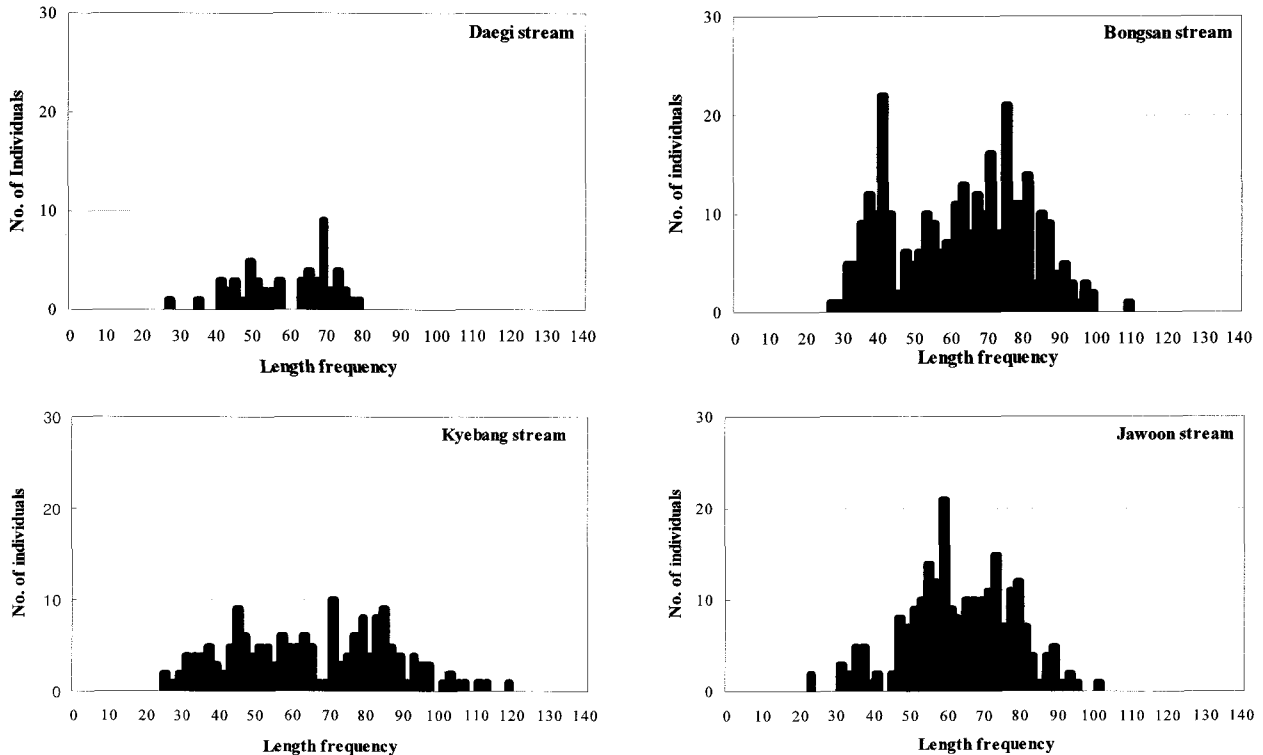 Daegi stream
No. of Individuals
30
20
10
0
0 10 20 30 40 50 60 70 80 90 100 110 120 130 140
Length frequency
Bongsan stream
No. of individuals
30
20
10
0
0 10 20 30 40 50 60 70 80 90 100 110 120 130 140
Length frequency
Kyebang stream
No. of individuals
30
20
10
0
0 10 20 30 40 50 60 70 80 90 100 110 120 130 140
Length frequency
Jawoon stream
No. of individuals
30
20
10
0
0 10 20 30 40 50 60 70 80 90 100 110 120 130 140
Length frequency